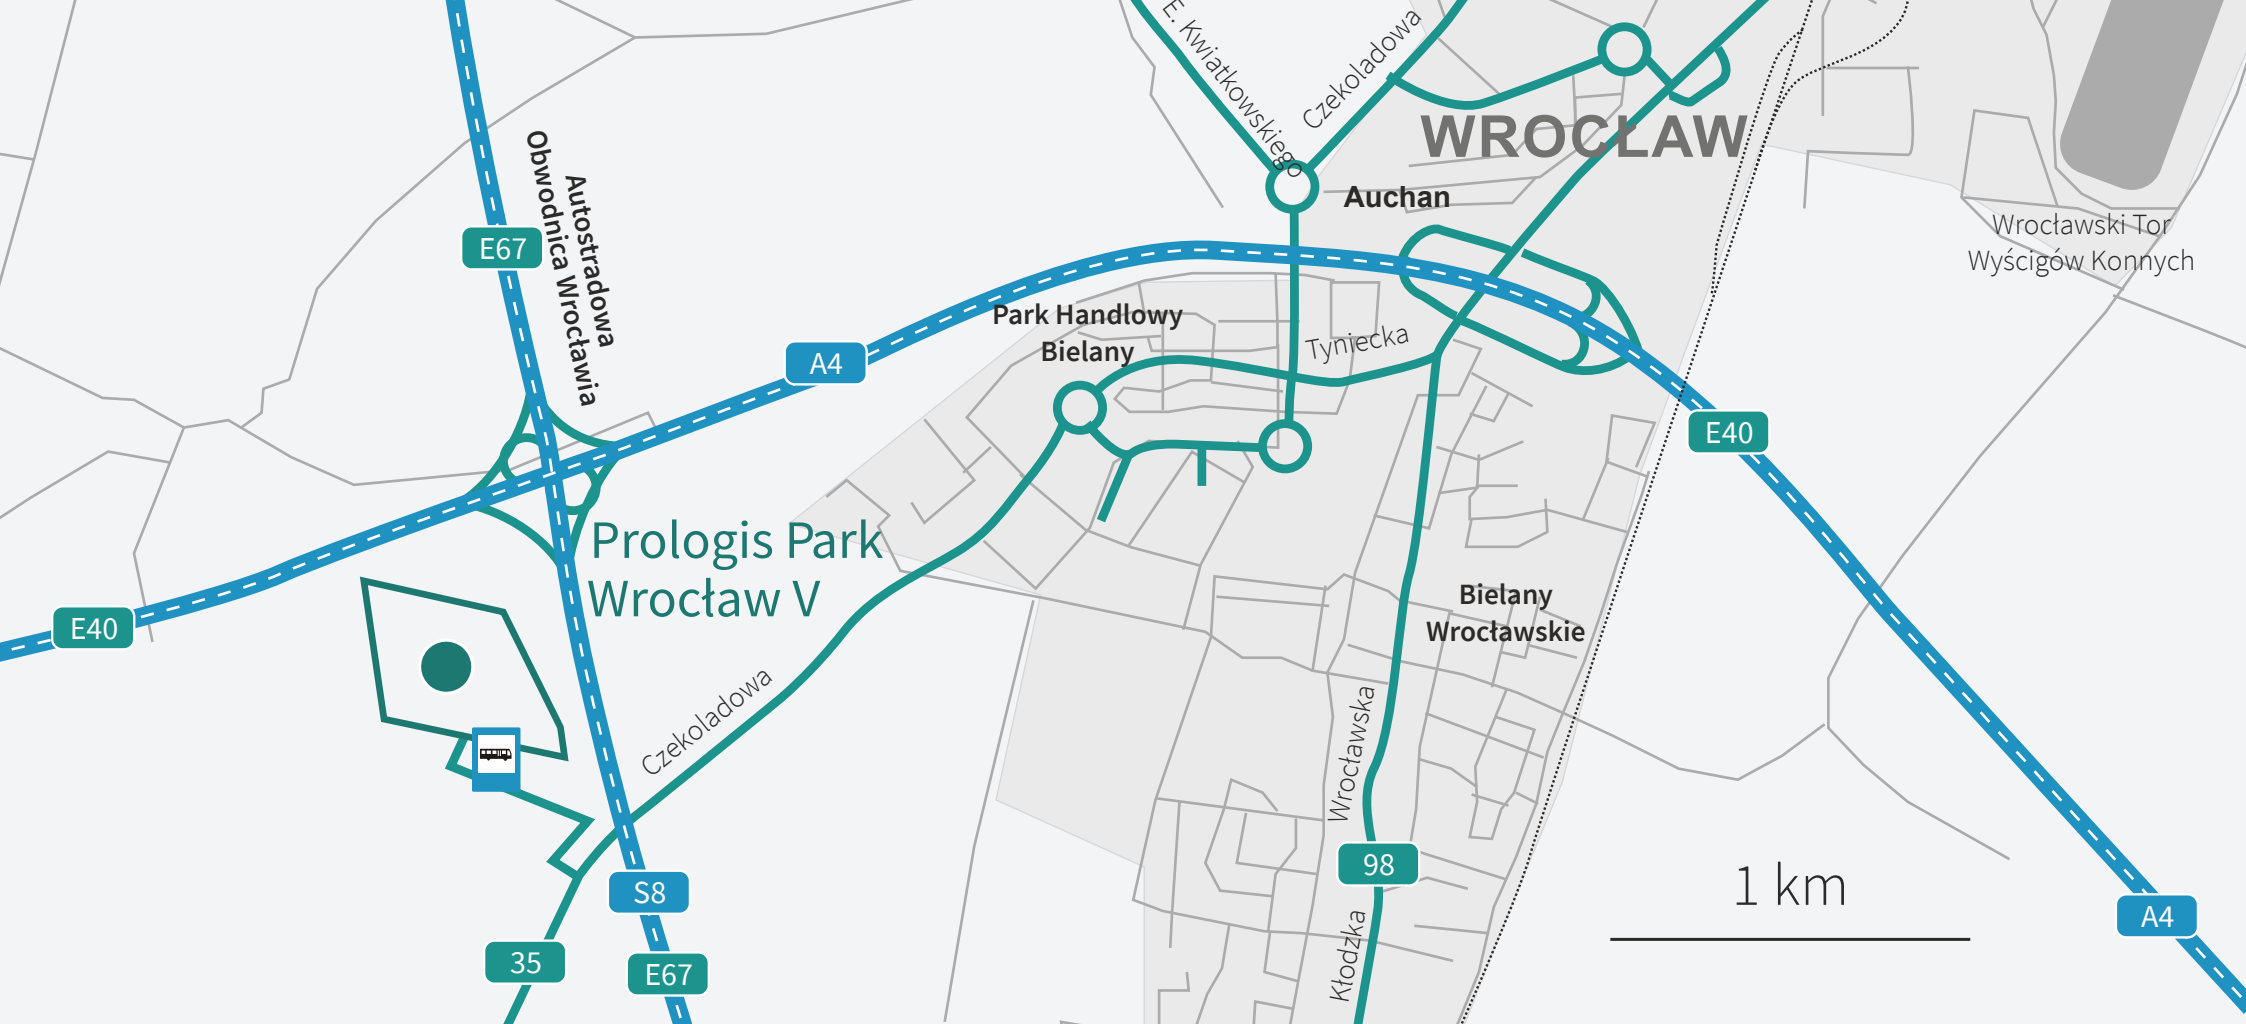 E. Kwiatkowskiego
Czekoladowa
WROCŁAW
Auchan
Autostradowa
Obwodnica Wrocławia
E67
Wrocławski Tor
Wyścigów Konnych
Park Handlowy
Bielany
Tyniecka
A4
E40
Prologis Park
Wrocław V
E40
Bielany
Wrocławskie
Czekoladowa
Wrocławska
98
1 km
S8
A4
35
E67
Kłodzka